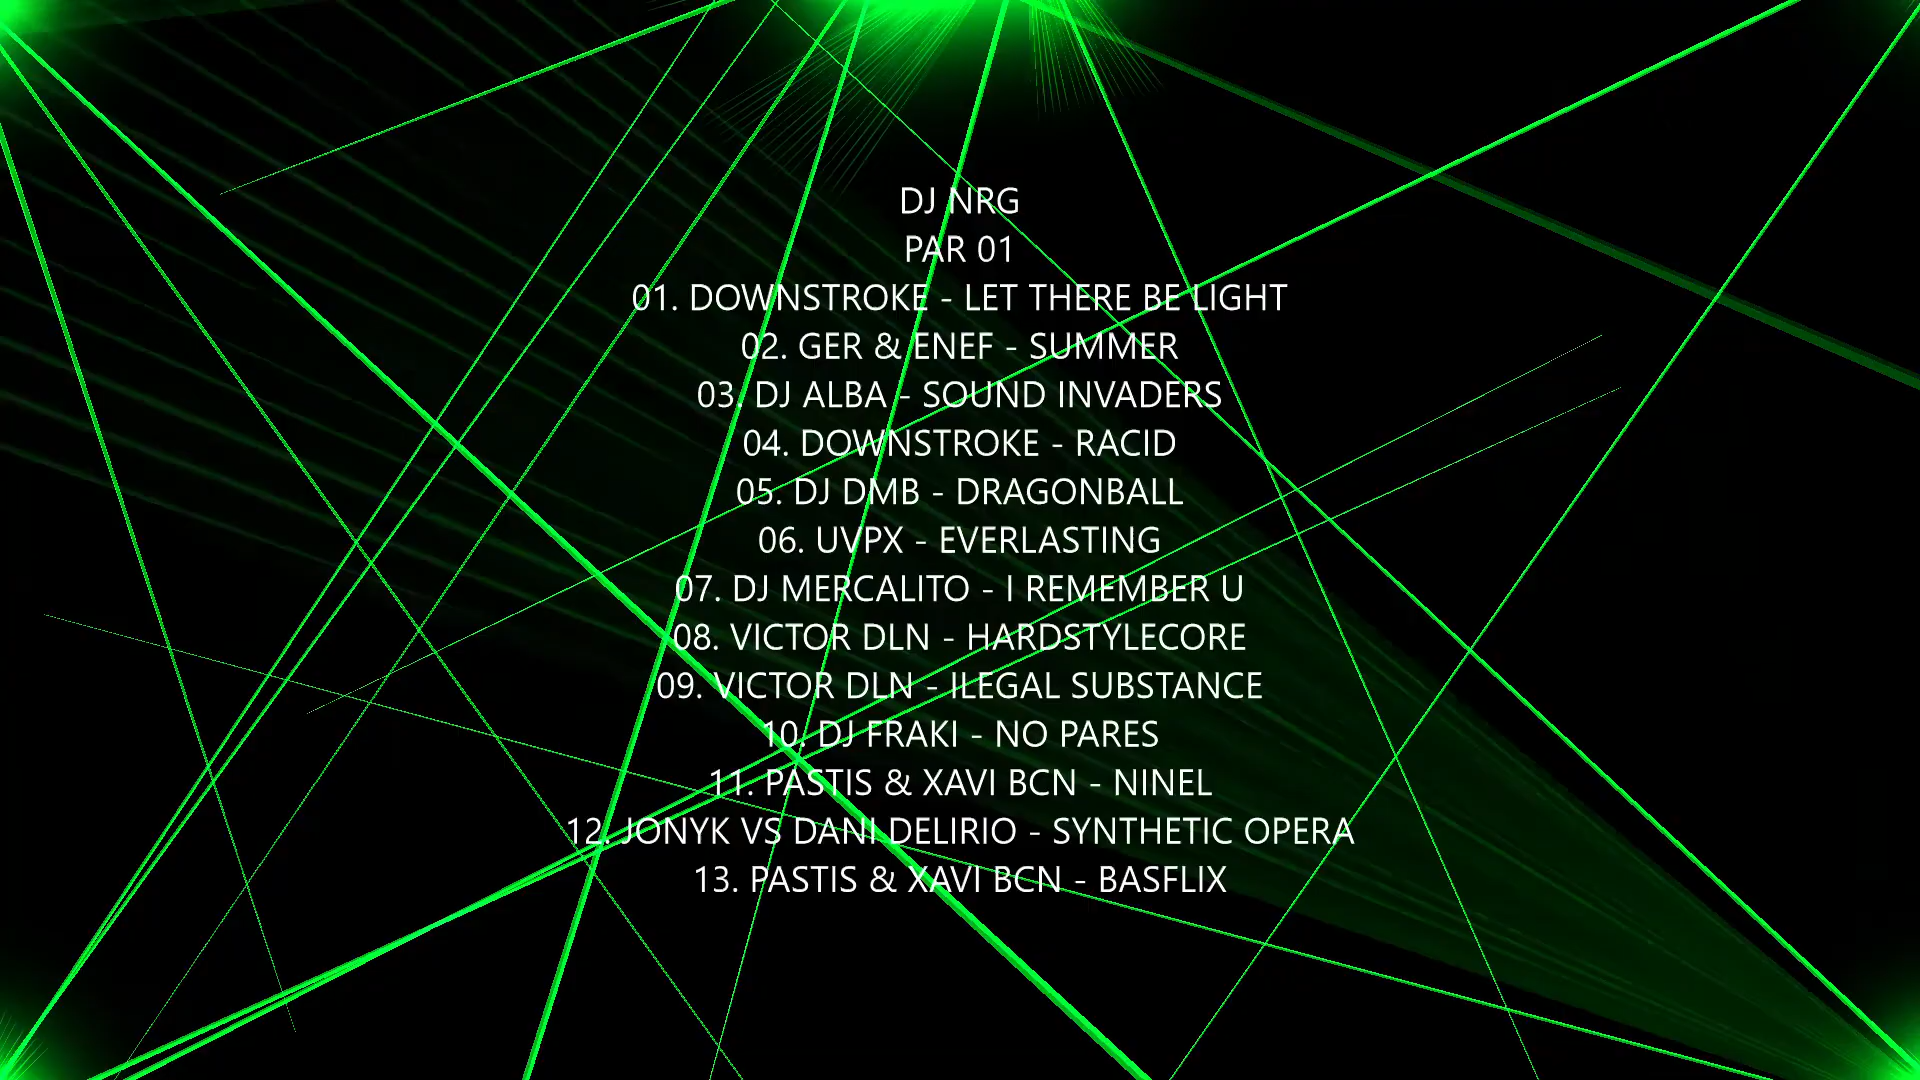 DJ NRG
PAR 01
01. DOWNSTROKE - LET THERE BE LIGHT
02. GER & ENEF - SUMMER
03. DJ ALBA - SOUND INVADERS
04. DOWNSTROKE - RACID
05. DJ DMB - DRAGONBALL
06. UVPX - EVERLASTING
07. DJ MERCALITO - I REMEMBER U
08. VICTOR DLN - HARDSTYLECORE
09. VICTOR DLN - ILEGAL SUBSTANCE
10. DJ FRAKI - NO PARES
11. PASTIS & XAVI BCN - NINEL
12. JONYK VS DANI DELIRIO - SYNTHETIC OPERA
13. PASTIS & XAVI BCN - BASFLIX